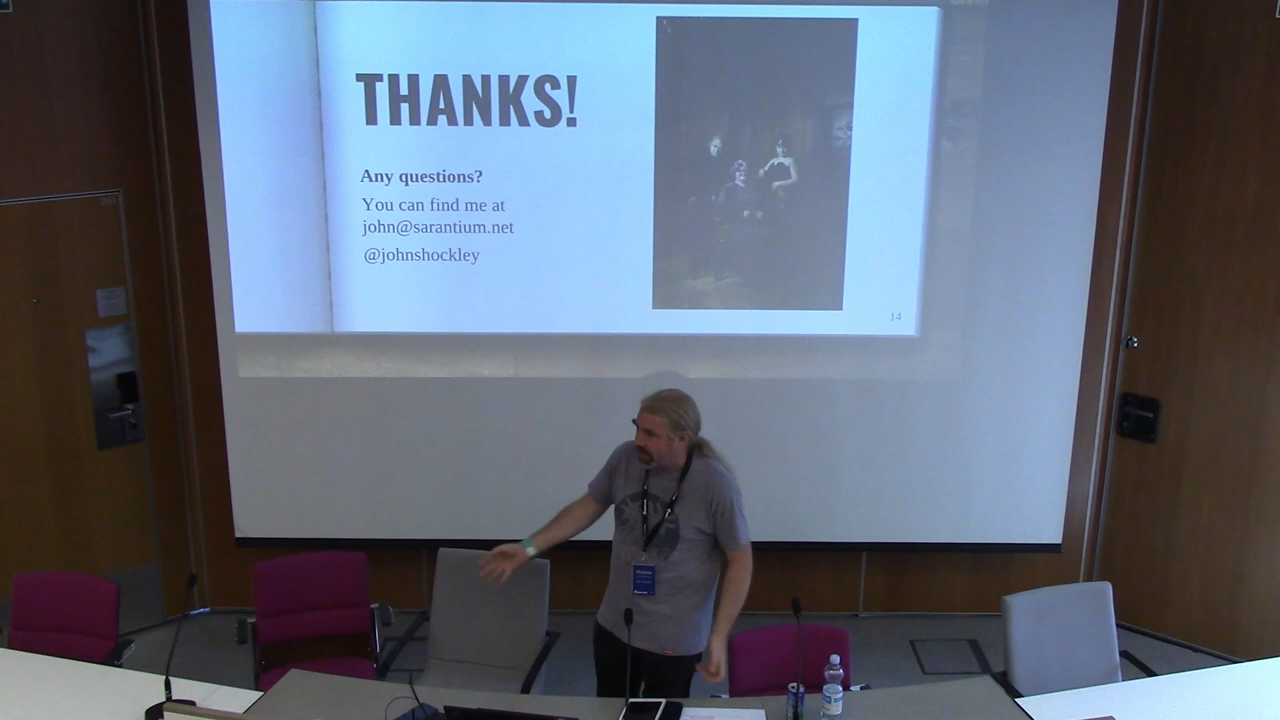 THANKS!
Any questions?
You can find me at
john@sarantium.net
@johnshockley
14